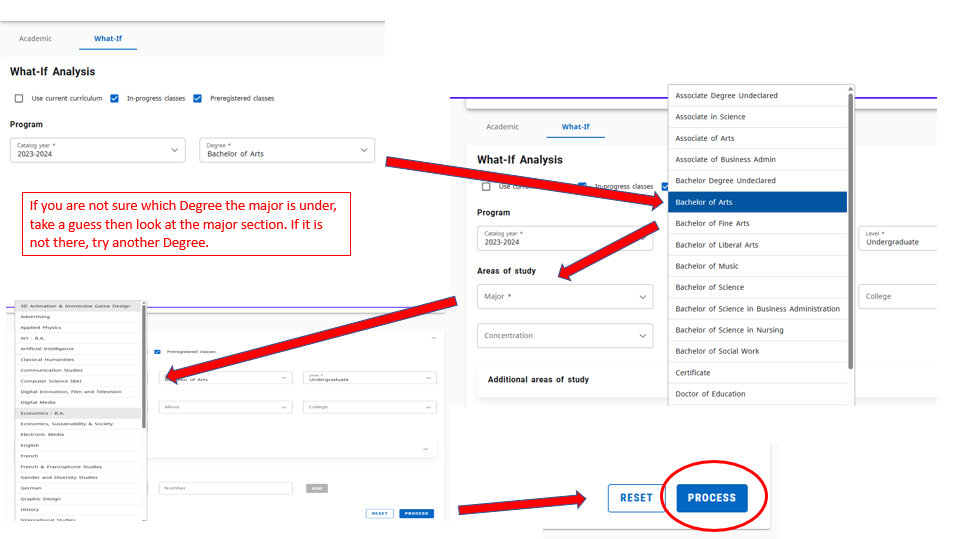 Academic What-If
What-If Analysis
Use current curriculum In-progress classes Preregistered classes
Program
Catalog year * Degree *
2023-2024 Bachelor of Arts
If you are not sure which Degree the major is under,
take a guess then look at the major section. If it is
not there, try another Degree.
Academic What-If
What-If Analysis
Use curr In-progress classes
Program
Catalog year *
2023-2024
Level *
Undergraduate
Areas of study
Major *
College
Concentration
Additional areas of study
Associate Degree Undeclared
Associate in Science
Associate of Arts
Associate of Business Admin
Bachelor Degree Undeclared
Bachelor of Arts
Bachelor of Fine Arts
Bachelor of Liberal Arts
Bachelor of Music
Bachelor of Science
Bachelor of Science in Business Administration
Bachelor of Science in Nursing
Bachelor of Social Work
Certificate
Doctor of Education
3D Animation & Immersive Game Design
Advertising
Applied Physics
Art - B.A.
Artificial Intelligence
Classical Humanities
Communication Studies
Computer Science (BA)
Digital Innovation, Film and Television
Digital Media
Economics - B.A.
Economics, Sustainability & Society
Electronic Media
English
French
French & Francophone Studies
Gender and Diversity Studies
German
Graphic Design
History
International Studies
Preregistered classes
Bachelor of Arts
Level *
Undergraduate
Minor College
Number ADD
RESET PROCESS
RESET PROCESS